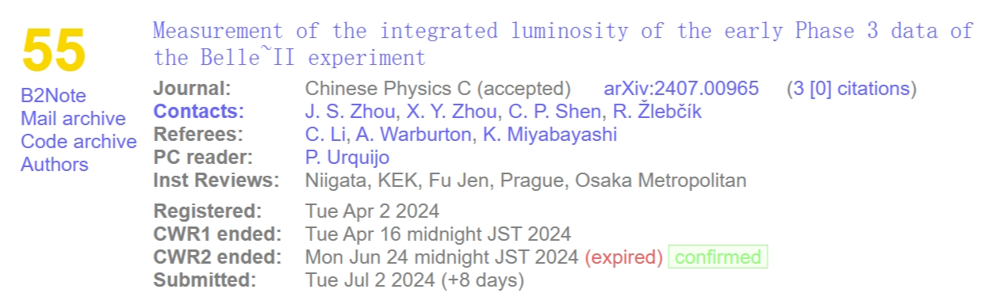 55
Measurement of the integrated luminosity of the early Phase 3 data of
the Belle~II experiment
B2Note
Mail archive
Code archive
Authors
Journal: Chinese Physics C (accepted) arXiv:2407.00965 (3 [0] citations)
Contacts: J. S. Zhou, X. Y. Zhou, C. P. Shen, R. Žlebčík
Referees: C. Li, A. Warburton, K. Miyabayashi
PC reader: P. Urquijo
Inst Reviews: Niigata, KEK, Fu Jen, Prague, Osaka Metropolitan
Registered: Tue Apr 2 2024
CWR1 ended: Tue Apr 16 midnight JST 2024
CWR2 ended: Mon Jun 24 midnight JST 2024 (expired) confirmed
Submitted: Tue Jul 2 2024 (+8 days)